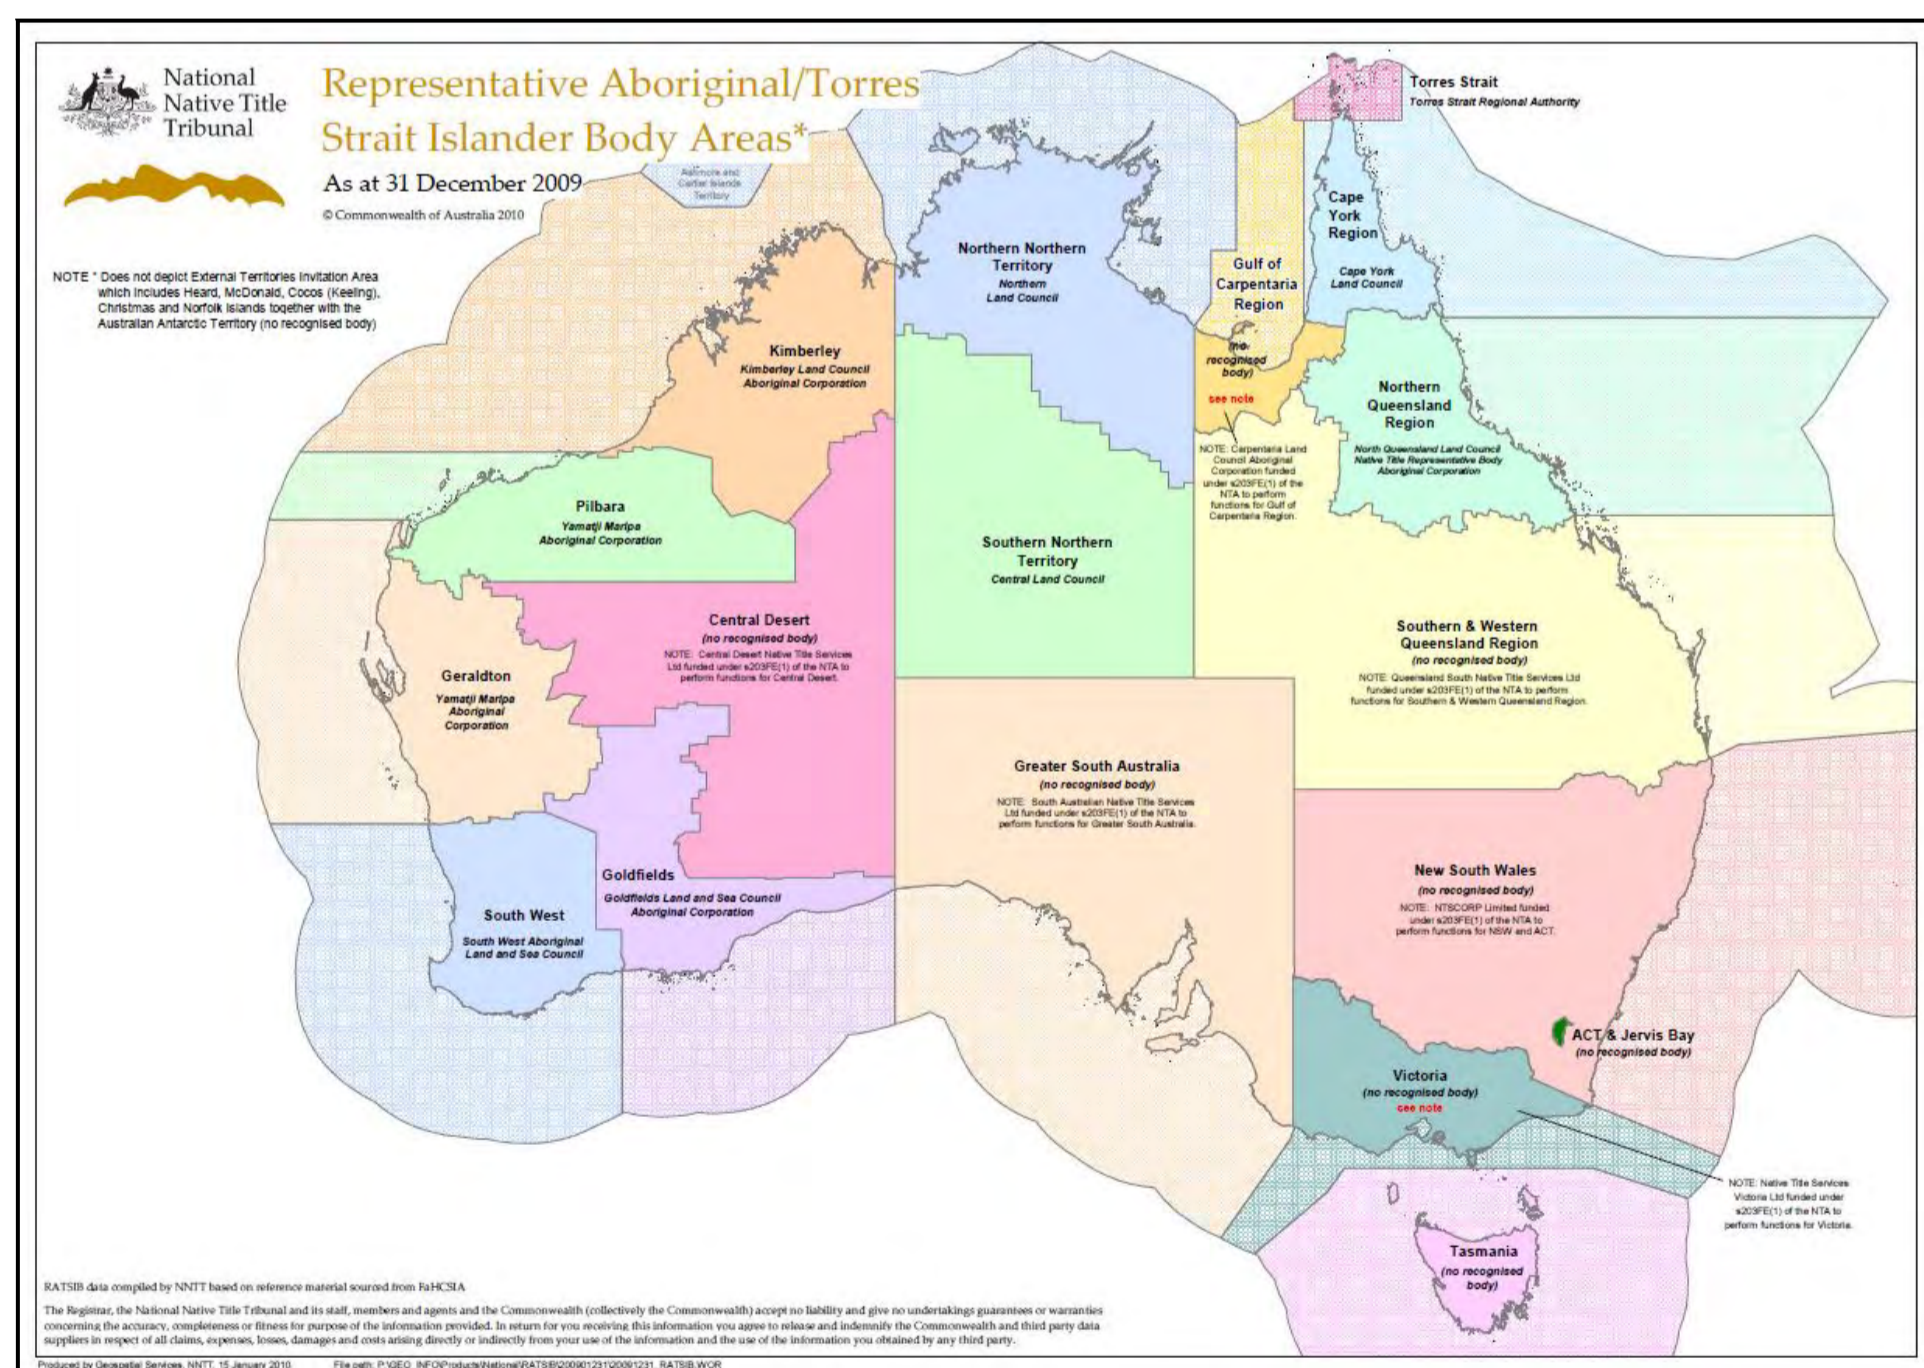 National
Native Title
Tribunal
Representative Aboriginal/Torres
Strait Islander Body Areas*
As at 31 December 2009
© Commonwealth of Australia 2010
NOTE * Does not depict External Territories Invitation Area
which includes Heard, McDonald, Cocos (Keeling),
Christmas and Norfolk Islands together with the
Australian Antarctic Territory (no recognised body)
Ashmore and
Cartier Islands
Territory
Torres Strait
Torres Strait Regional Authority
Cape
York
Region
Cape York
Land Council
Northern Northern
Territory
Northern
Land Council
Gulf of
Carpentaria
Region
(no
recognised
body)
see note
NOTE: Carpentaria Land
Council Aboriginal
Corporation funded
under s203FE(1) of the
NTA to perform
functions for Gulf of
Carpentaria Region.
Kimberley
Kimberley Land Council
Aboriginal Corporation
Northern
Queensland
Region
North Queensland Land Council
Native Title Representative Body
Aboriginal Corporation
Pilbara
Yamatji Marlpa
Aboriginal Corporation
Southern Northern
Territory
Central Land Council
Central Desert
(no recognised body)
NOTE: Central Desert Native Title Services
Ltd funded under s203FE(1) of the NTA to
perform functions for Central Desert.
Southern & Western
Queensland Region
(no recognised body)
NOTE: Queensland South Native Title Services Ltd
funded under s203FE(1) of the NTA to perform
functions for Southern & Western Queensland Region.
Geraldton
Yamatji Marlpa
Aboriginal
Corporation
Greater South Australia
(no recognised body)
NOTE: South Australian Native Title Services
Ltd funded under s203FE(1) of the NTA to
perform functions for Greater South Australia.
Goldfields
Goldfields Land and Sea Council
Aboriginal Corporation
South West
South West Aboriginal
Land and Sea Council
New South Wales
(no recognised body)
NOTE: NTSCORP Limited funded
under s203FE(1) of the NTA to
perform functions for NSW and ACT.
ACT & Jervis Bay
(no recognised body)
Victoria
(no recognised body)
see note
NOTE: Native Title Services
Victoria Ltd funded under
s203FE(1) of the NTA to
perform functions for Victoria.
Tasmania
(no recognised
body)
RATSIB data compiled by NNTT based on reference material sourced from FaHCSIA
The Registrar, the National Native Title Tribunal and its staff, members and agents and the Commonwealth (collectively the Commonwealth) accept no liability and give no undertakings guarantees or warranties
concerning the accuracy, completeness or fitness for purpose of the information provided. In return for you receiving this information you agree to release and indemnify the Commonwealth and third party data
suppliers in respect of all claims, expenses, losses, damages and costs arising directly or indirectly from your use of the information and the use of the information you obtained by any third party.
Produced by Geospatial Services, NNTT, 15 January 2010. File path: P:\GEO_INFO\Products\National\RATSIB\20091231\20091231_RATSIB.WOR